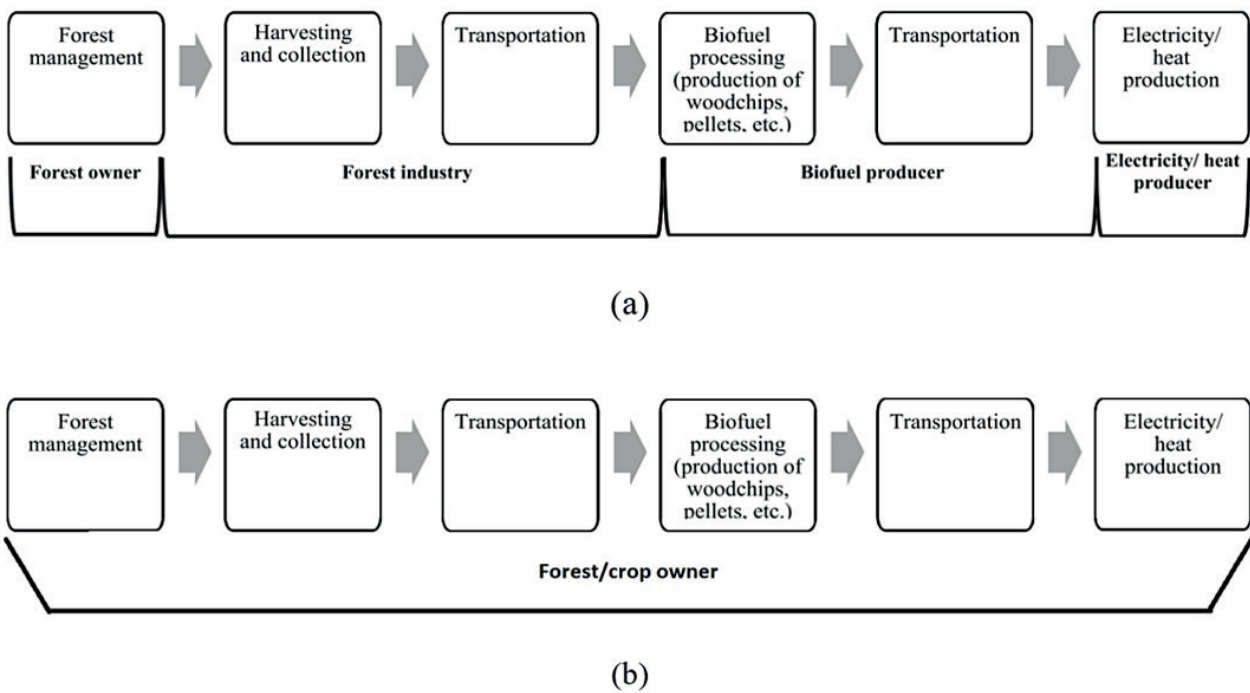 Forest
management
Harvesting
and collection
Transportation
Biofuel
processing
(production of
woodchips,
pellets, etc.)
Transportation
Electricity/
heat
production
Forest owner
Forest industry
Biofuel producer
Electricity/ heat
producer
(a)
Forest
management
Harvesting
and collection
Transportation
Biofuel
processing
(production of
woodchips,
pellets, etc.)
Transportation
Electricity/
heat
production
Forest/crop owner
(b)